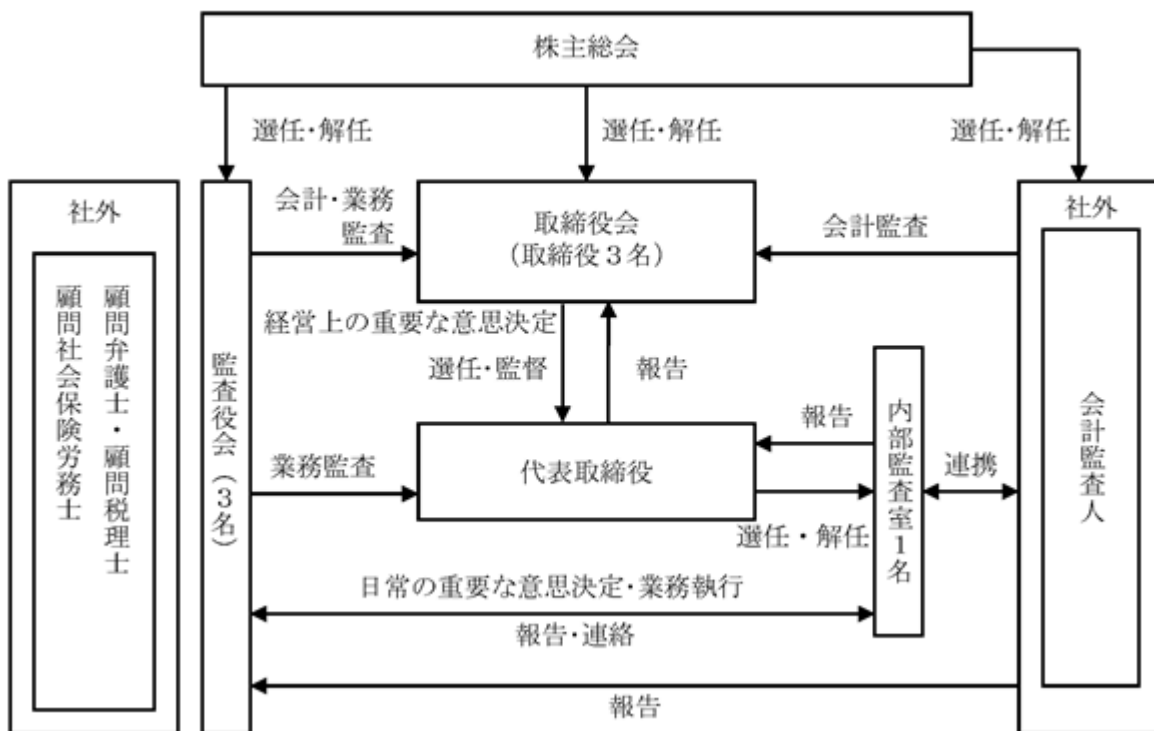 株主総会
選任・解任
選任・解任
選任・解任
社外
顧問弁護士・顧問税理士
顧問社会保険労務士
監査役会(3名)
会計・業務
監査
取締役会
(取締役3名)
会計監査
社外
会計監査人
経営上の重要な意思決定
選任・監督
報告
業務監査
代表取締役
報告
選任・解任
内部監査室1名
連携
日常の重要な意思決定・業務執行
報告・連絡
報告